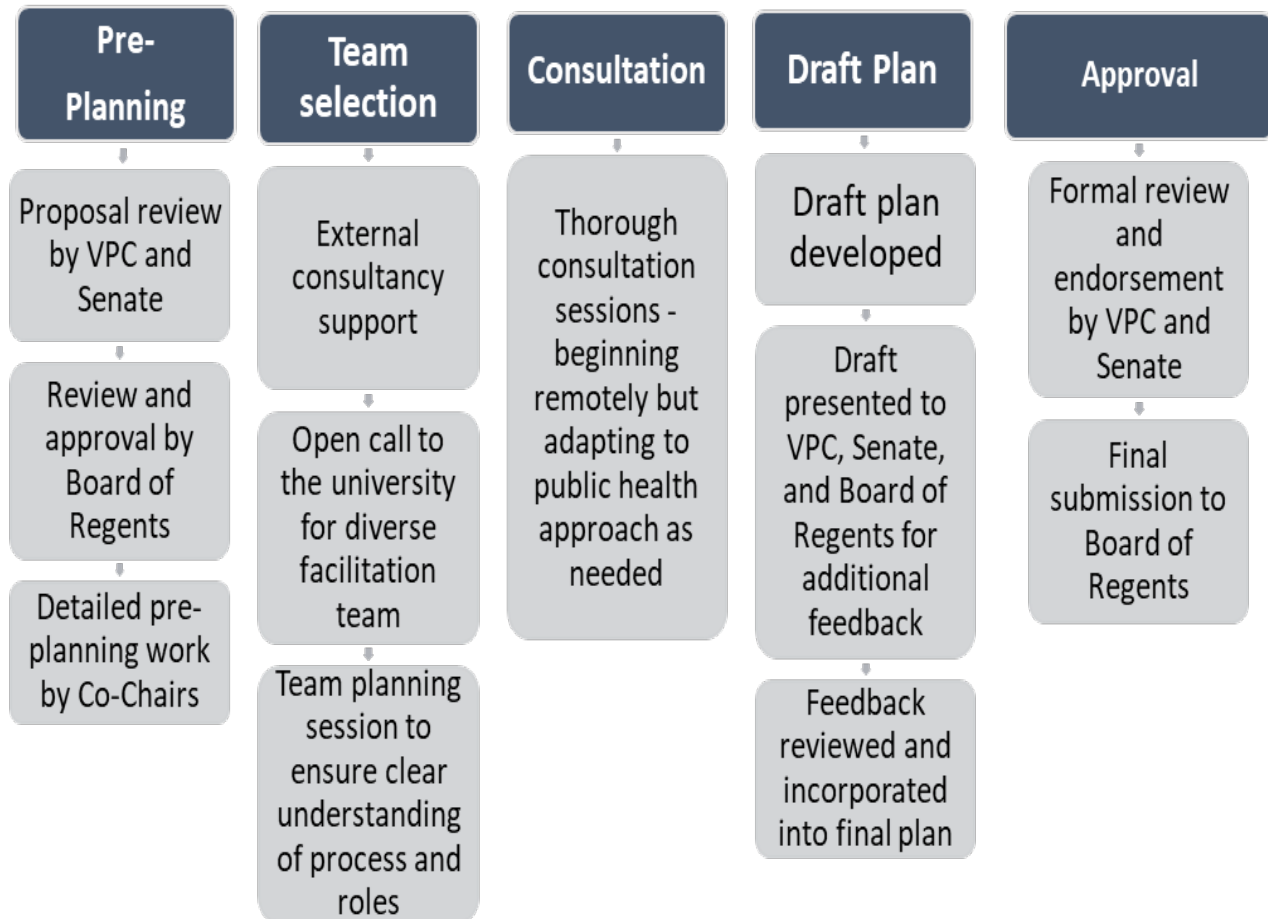 Pre-
Planning
Proposal review
by VPC and
Senate
Review and
approval by
Board of
Regents
Detailed pre-
planning work
by Co-Chairs
Team
selection
External
consultancy
support
Open call to
the university
for diverse
facilitation
team
Team planning
session to
ensure clear
understanding
of process and
roles
Consultation
Thorough
consultation
sessions -
beginning
remotely but
adapting to
public health
approach as
needed
Draft Plan
Draft plan
developed
Draft
presented to
VPC, Senate,
and Board of
Regents for
additional
feedback
Feedback
reviewed and
incorporated
into final plan
Approval
Formal review
and
endorsement
by VPC and
Senate
Final
submission to
Board of
Regents